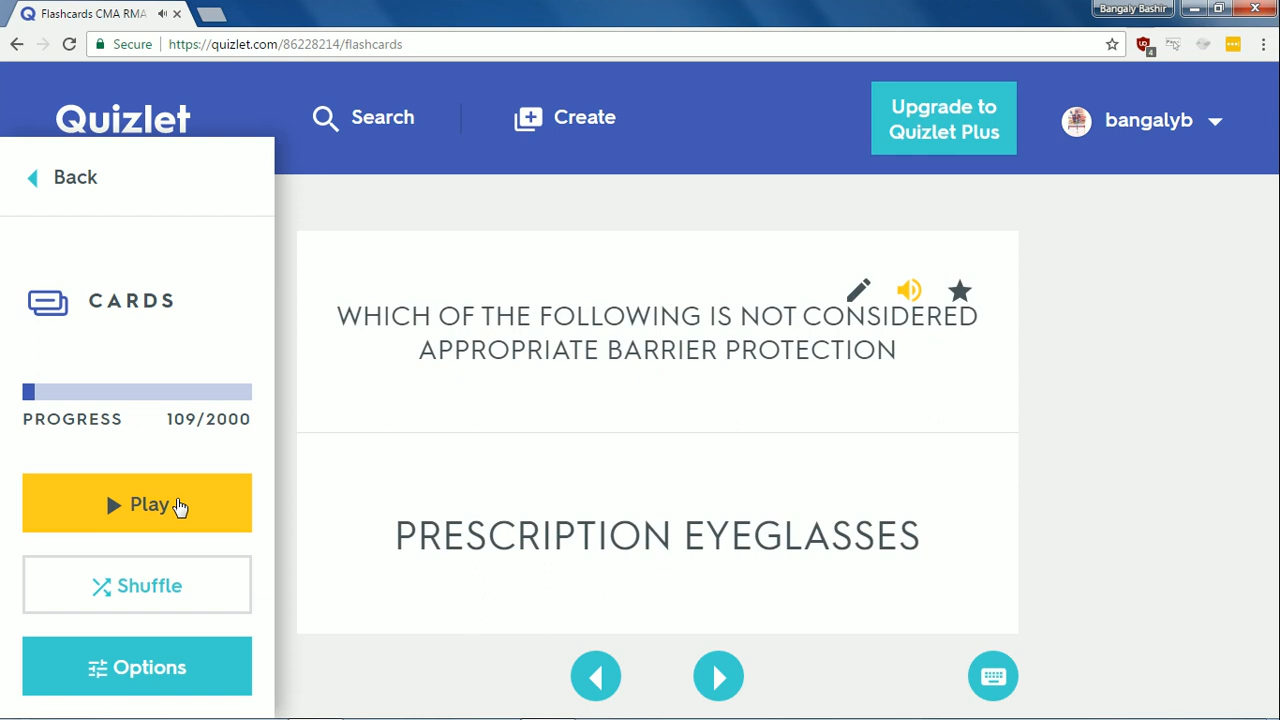 Flashcards CMA RMA
Bangaly Bashir
Secure
https://quizlet.com/86228214/flashcards
4
Quizlet
Search
Create
Upgrade to
Quizlet Plus
bangalyb
Back
CARDS
PROGRESS 109/2000
Play
Shuffle
Options
WHICH OF THE FOLLOWING IS NOT CONSIDERED
APPROPRIATE BARRIER PROTECTION
PRESCRIPTION EYEGLASSES